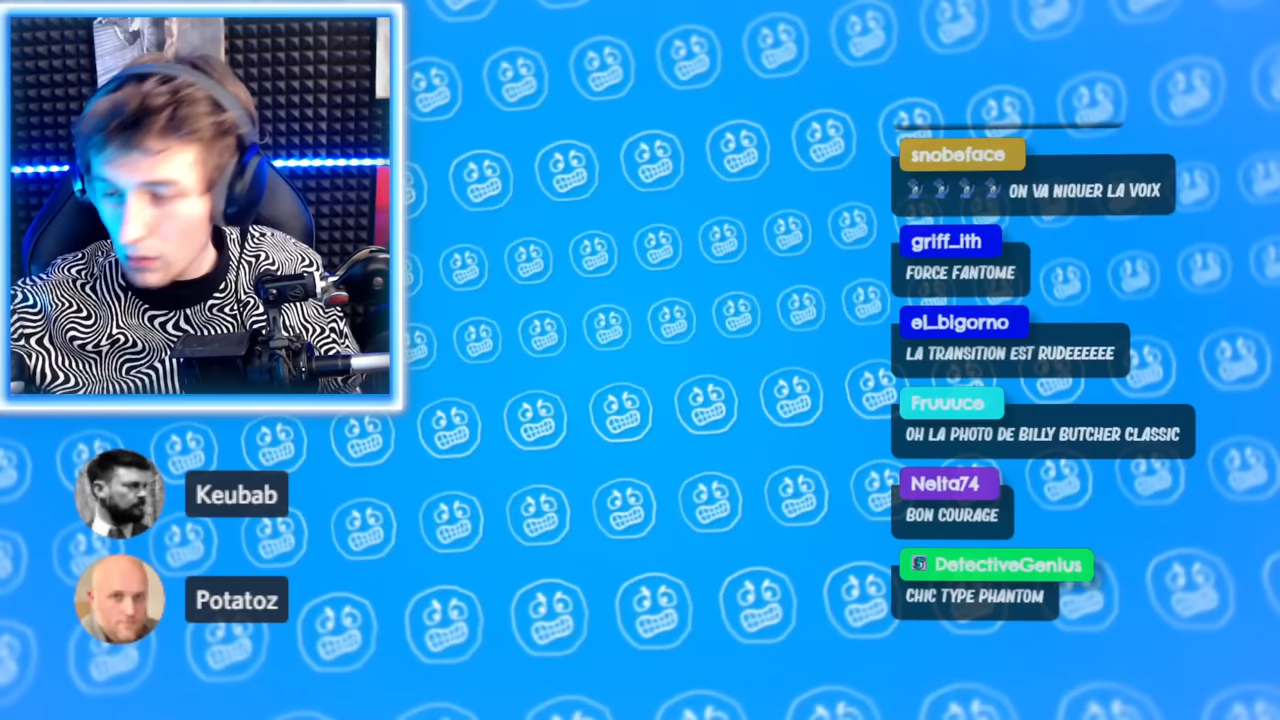 Keubab
Potatoz
snobeface
ON VA NIQUER LA VOIX
griff_ith
FORCE FANTOME
el_bigorno
LA TRANSITION EST RUDEEEEEE
Fruuuce
OH LA PHOTO DE BILLY BUTCHER CLASSIC
Nelta74
BON COURAGE
DetectiveGenius
CHIC TYPE PHANTOM